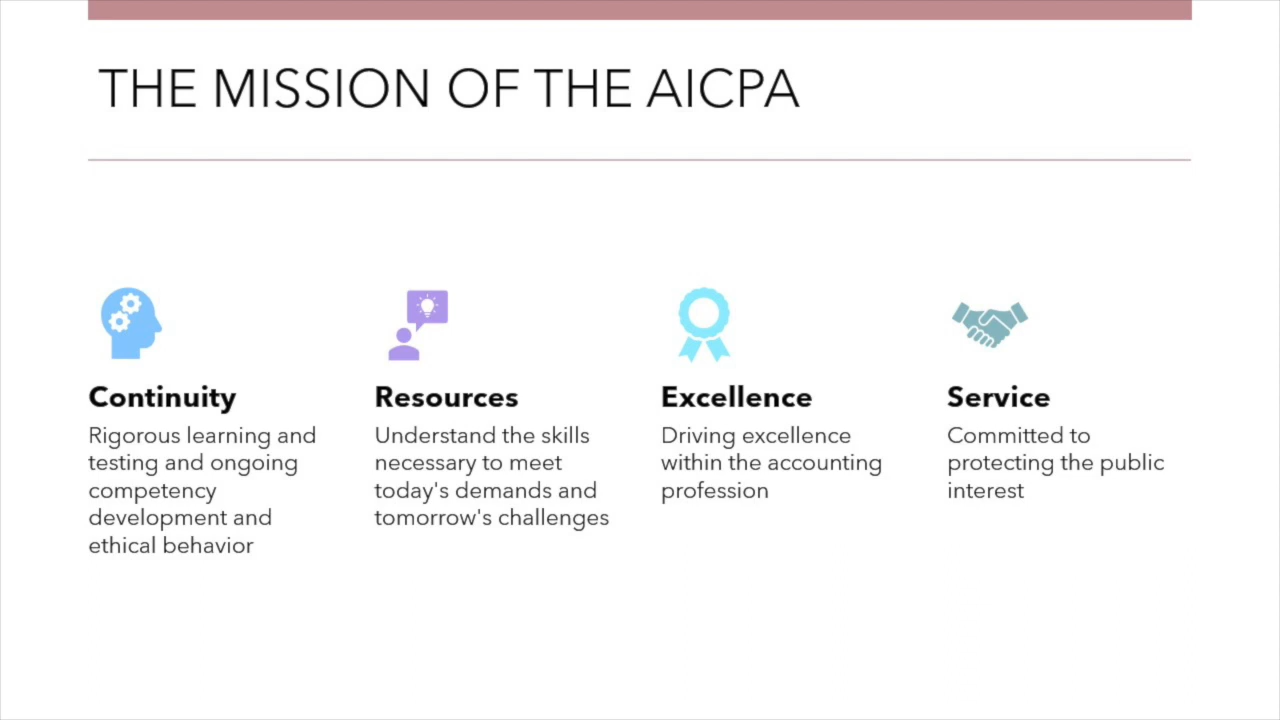 THE MISSION OF THE AICPA
Continuity
Rigorous learning and
testing and ongoing
competency
development and
ethical behavior
Resources
Understand the skills
necessary to meet
today's demands and
tomorrow's challenges
Excellence
Driving excellence
within the accounting
profession
Service
Committed to
protecting the public
interest